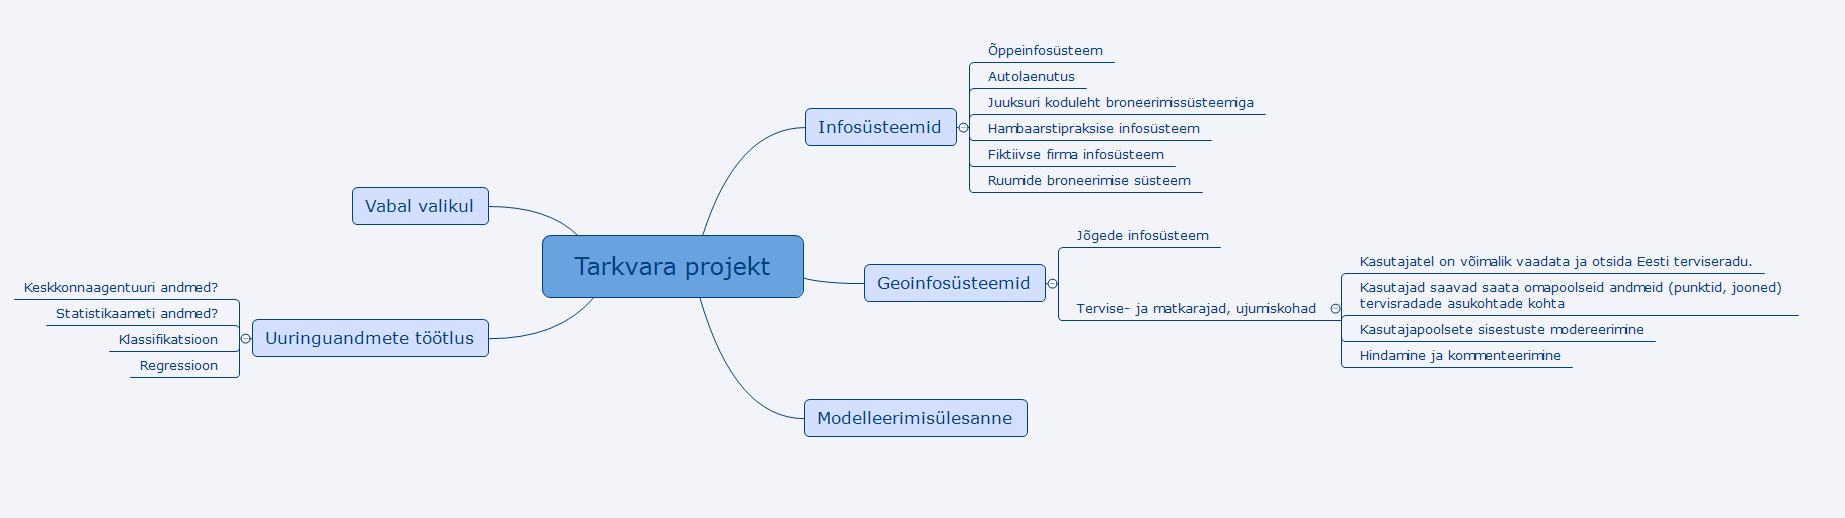 Tarkvara projekt
Infosüsteemid
Õppeinfosüsteem
Autolaenutus
Juuksuri koduleht broneerimissüsteemiga
Hambaarstipraksise infosüsteem
Fiktiivse firma infosüsteem
Ruumide broneerimise süsteem
Geoinfosüsteemid
Jõgede infosüsteem
Tervise- ja matkarajad, ujumiskohad
Kasutajatel on võimalik vaadata ja otsida Eesti terviseradu.
Kasutajad saavad saata omapoolseid andmeid (punktid, jooned)
tervisradade asukohtade kohta
Kasutajapoolsete sisestuste modereerimine
Hindamine ja kommenteerimine
Modelleerimisülesanne
Uuringuandmete töötlus
Keskkonnaagentuuri andmed?
Statistikaameti andmed?
Klassifikatsioon
Regressioon
Vabal valikul